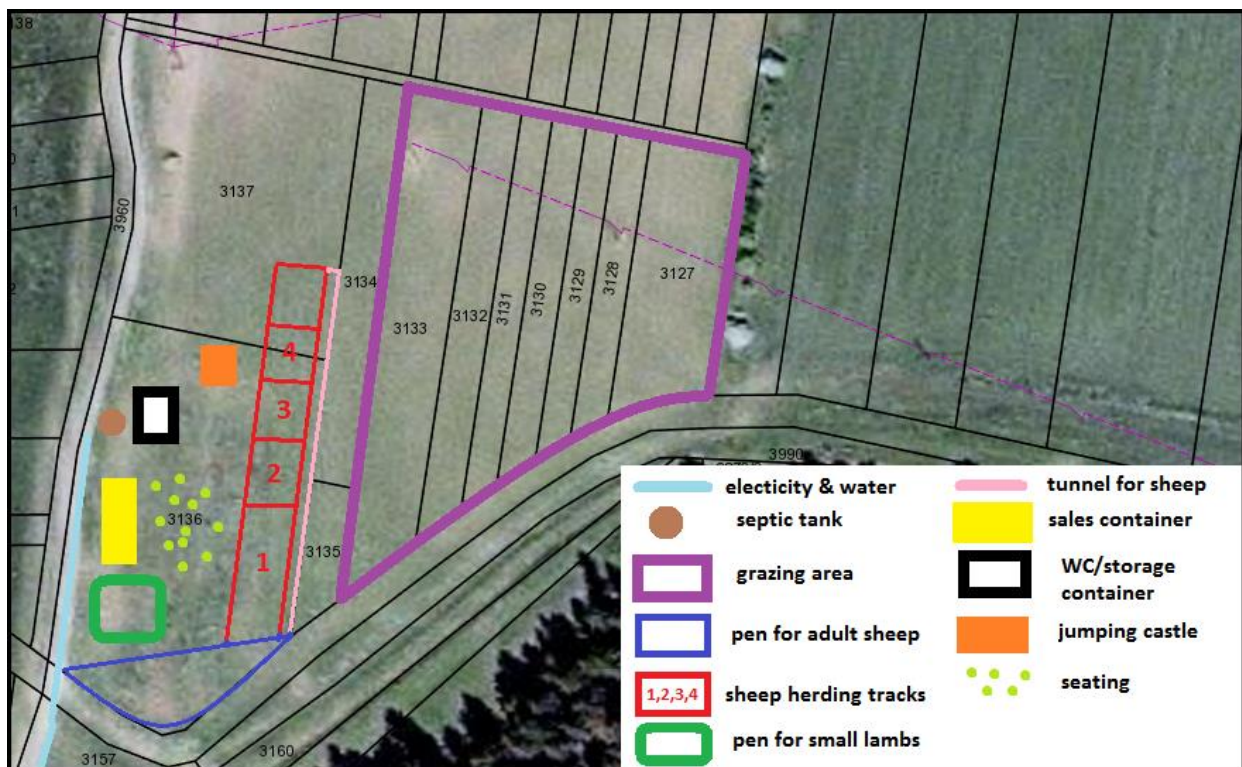 138
3137
3960
3134
3133
3132
3131
3130
3129
3128
3127
4
3
2
1
3136
3135
3990
3157
3160
electicity & water
tunnel for sheep
septic tank
sales container
grazing area
WC/storage
container
pen for adult sheep
jumping castle
1,2,3,4
sheep herding tracks
seating
pen for small lambs